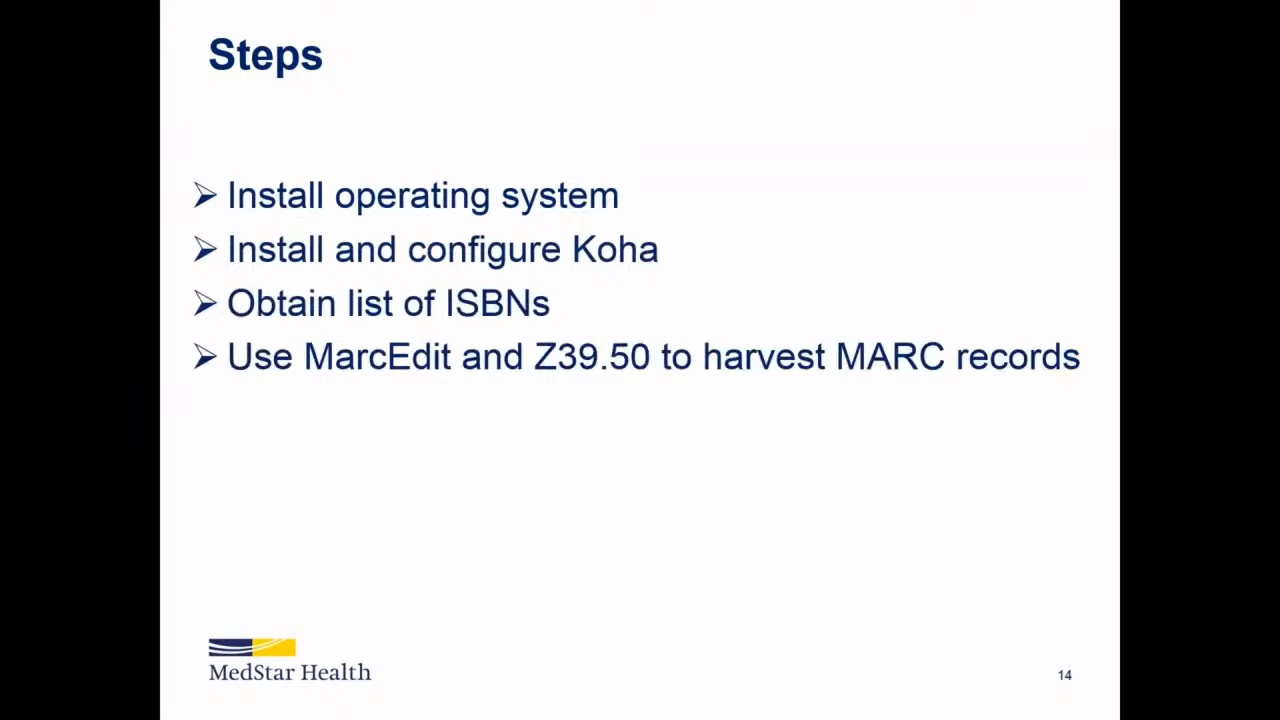 Steps
➢ Install operating system
➢ Install and configure Koha
➢ Obtain list of ISBNs
➢ Use MarcEdit and Z39.50 to harvest MARC records
MedStar Health
14